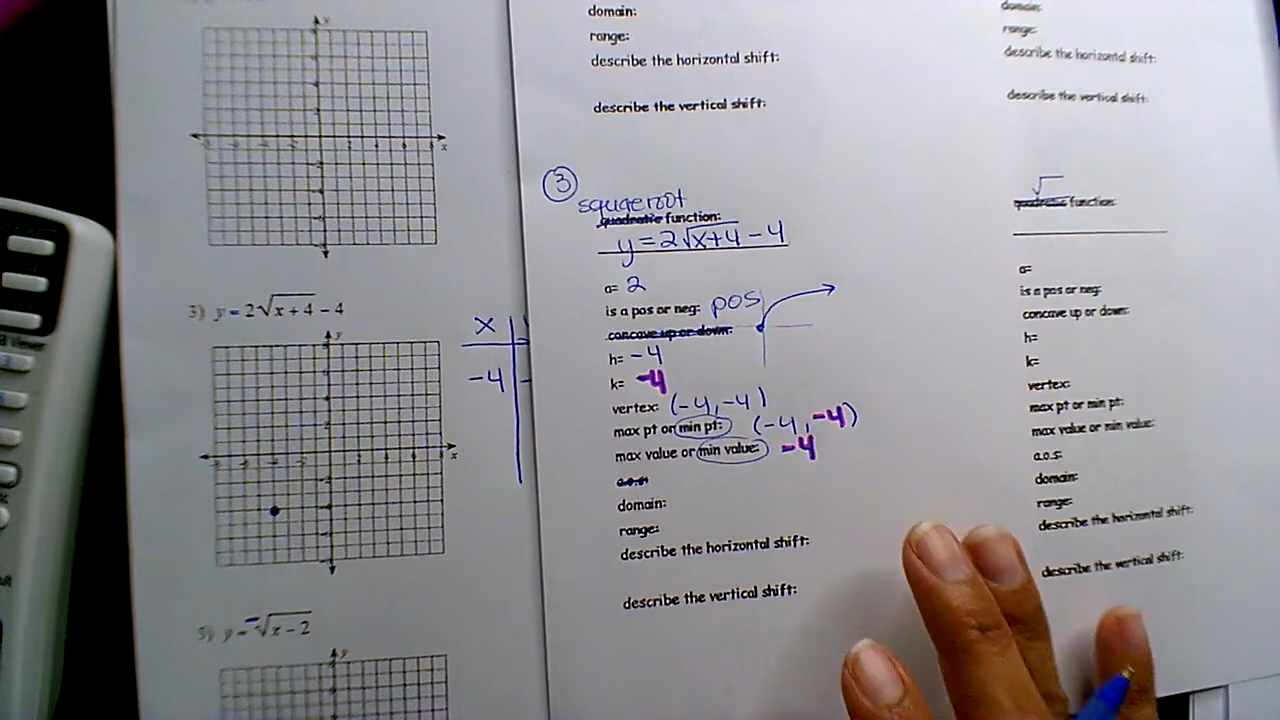 3) y = 2√x + 4 - 4
x
-4
5) y = -√x - 2
domain:
range:
describe the horizontal shift:
describe the vertical shift:
3
squqeroot
quadratic function:
y = 2√x+4 - 4
a= 2
is a pos or neg: pos
concave up or down:
h= -4
k= -4
vertex: (-4,-4)
max pt or min pt: (-4,-4)
max value or min value: -4
a.o.s:
domain:
range:
describe the horizontal shift:
describe the vertical shift:
domain:
range:
describe the horizontal shift:
describe the vertical shift:
√
quadratic function:
a=
is a pos or neg:
concave up or down:
h=
k=
vertex:
max pt or min pt:
max value or min value:
a.o.s:
domain:
range:
describe the horizontal shift:
describe the vertical shift: